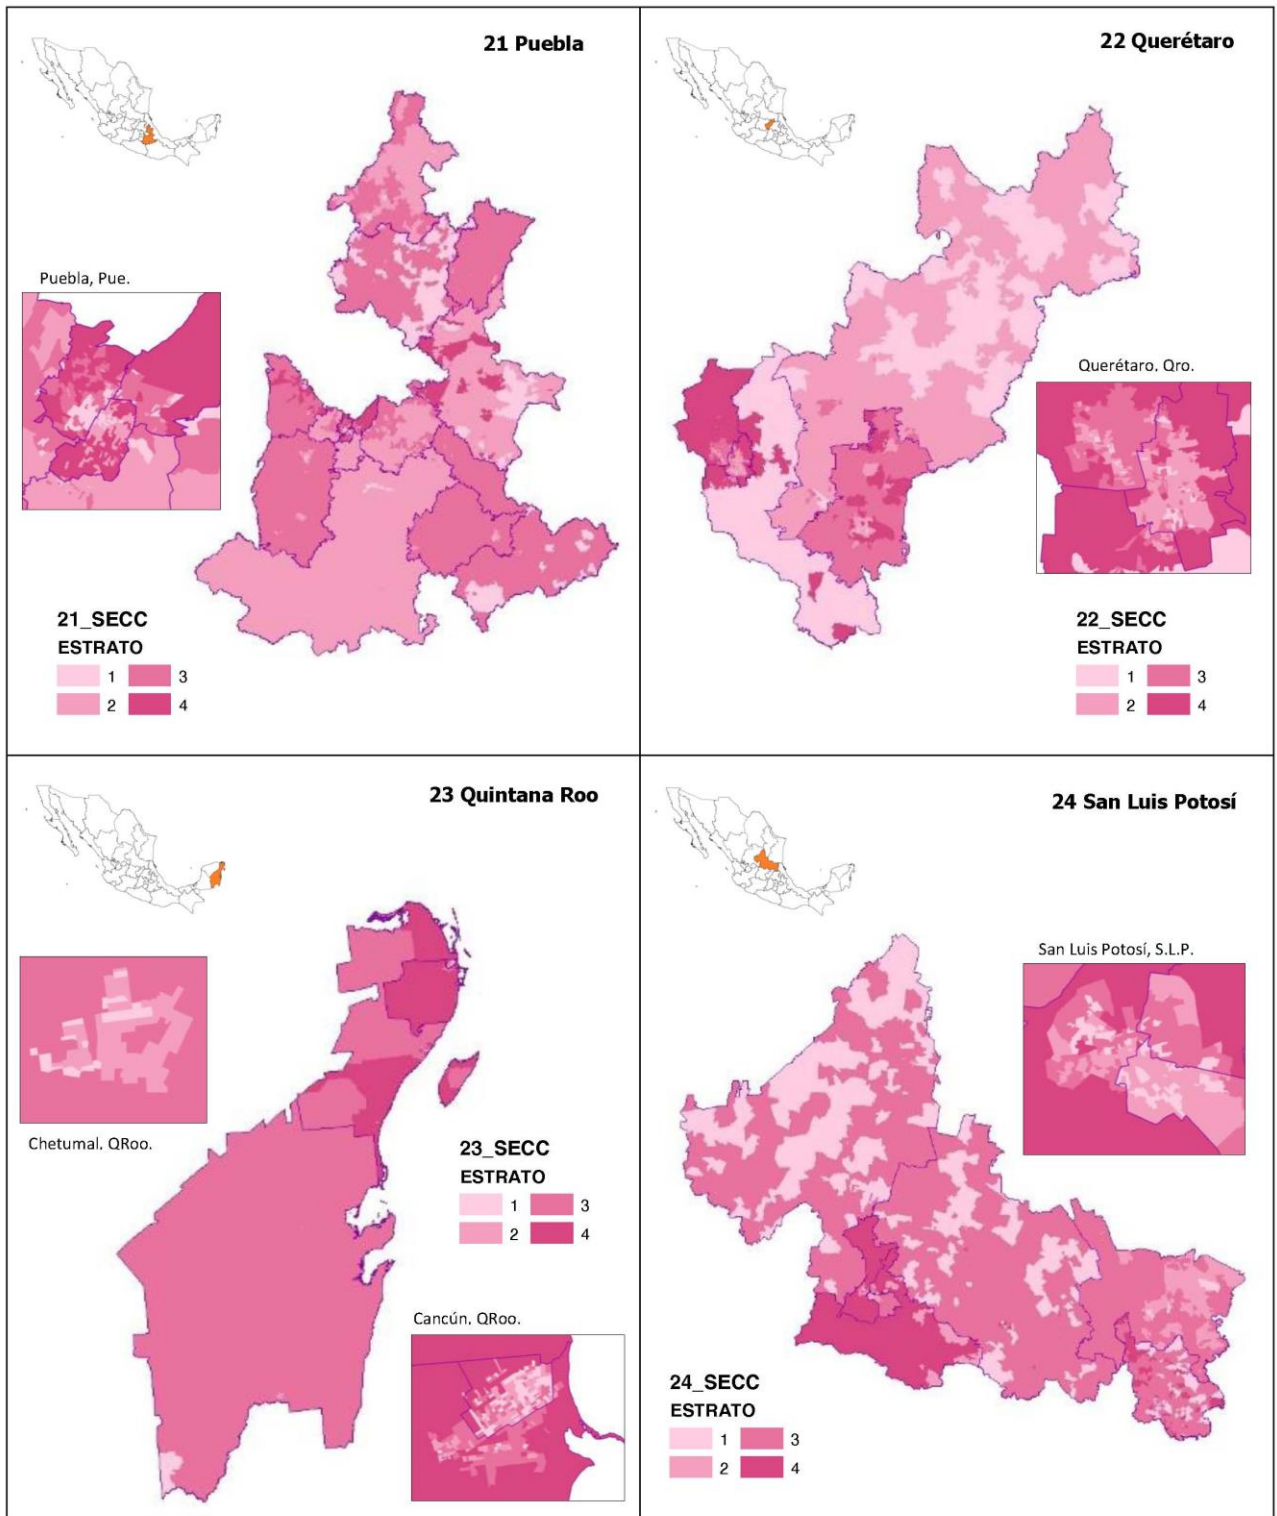 21 Puebla
Puebla, Pue.
21_SECC
ESTRATO
1 3
2 4
22 Querétaro
Querétaro. Qro.
22_SECC
ESTRATO
1 3
2 4
23 Quintana Roo
Chetumal. QRoo.
23_SECC
ESTRATO
1 3
2 4
Cancún. QRoo.
24 San Luis Potosí
San Luis Potosí, S.L.P.
24_SECC
ESTRATO
1 3
2 4